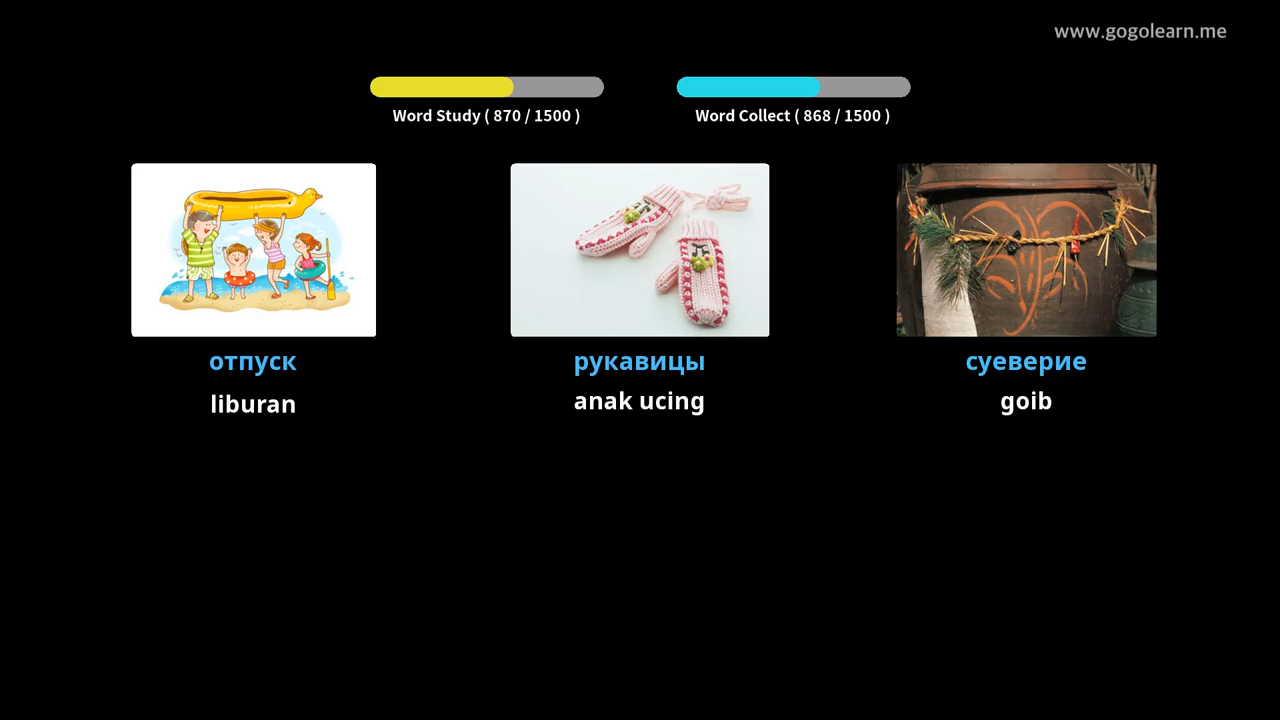 www.gogolearn.me
Word Study ( 870 / 1500 )
Word Collect ( 868 / 1500 )
отпуск
рукавицы
суеверие
liburan
anak ucing
goib